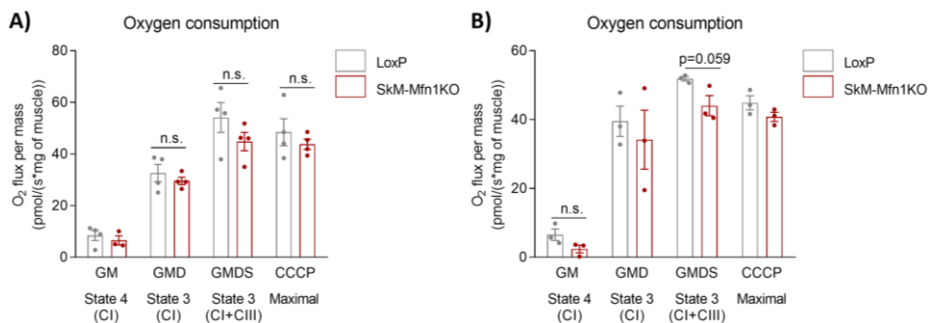 A)
Oxygen consumption
O2 flux per mass
(pmol/(s*mg of muscle))
80
60
40
20
0
n.s.
n.s.
n.s.
LoxP
SkM-Mfn1KO
GM
GMD
GMDS
CCCP
State 4
(CI)
State 3
(CI)
State 3
(CI+CIII)
Maximal
B)
Oxygen consumption
O2 flux per mass
(pmol/(s*mg of muscle))
60
40
20
0
n.s.
p=0.059
LoxP
SkM-Mfn1KO
GM
GMD
GMDS
CCCP
State 4
(CI)
State 3
(CI)
State 3
(CI+CIII)
Maximal